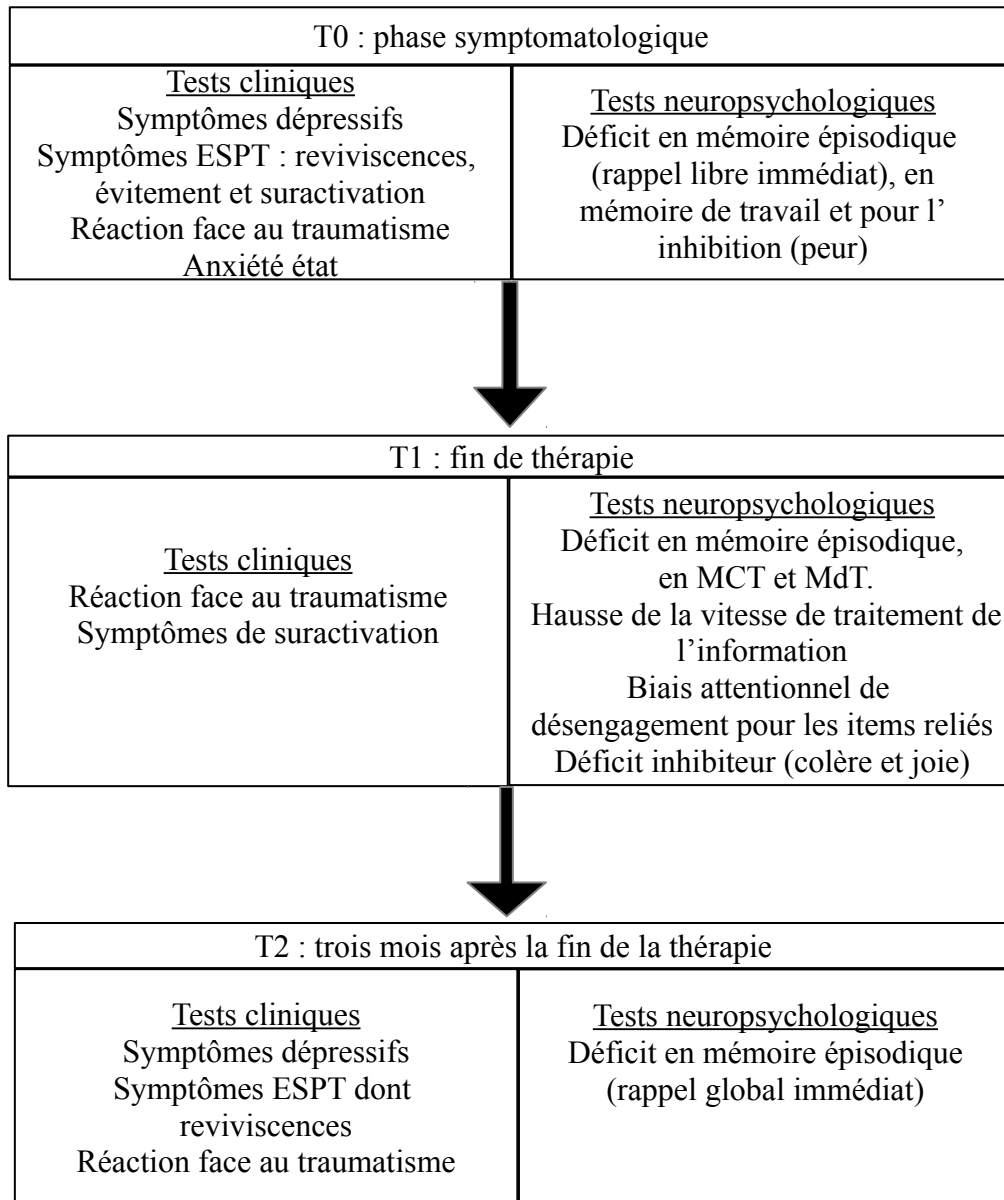 T0 : phase symptomatologique
Tests cliniques
Symptômes dépressifs
Symptômes ESPT : reviviscences,
évitement et suractivation
Réaction face au traumatisme
Anxiété état
Tests neuropsychologiques
Déficit en mémoire épisodique
(rappel libre immédiat), en
mémoire de travail et pour l’
inhibition (peur)
T1 : fin de thérapie
Tests cliniques
Réaction face au traumatisme
Symptômes de suractivation
Tests neuropsychologiques
Déficit en mémoire épisodique,
en MCT et MdT.
Hausse de la vitesse de traitement de
l’information
Biais attentionnel de
désengagement pour les items reliés
Déficit inhibiteur (colère et joie)
T2 : trois mois après la fin de la thérapie
Tests cliniques
Symptômes dépressifs
Symptômes ESPT dont
reviviscences
Réaction face au traumatisme
Tests neuropsychologiques
Déficit en mémoire épisodique
(rappel global immédiat)